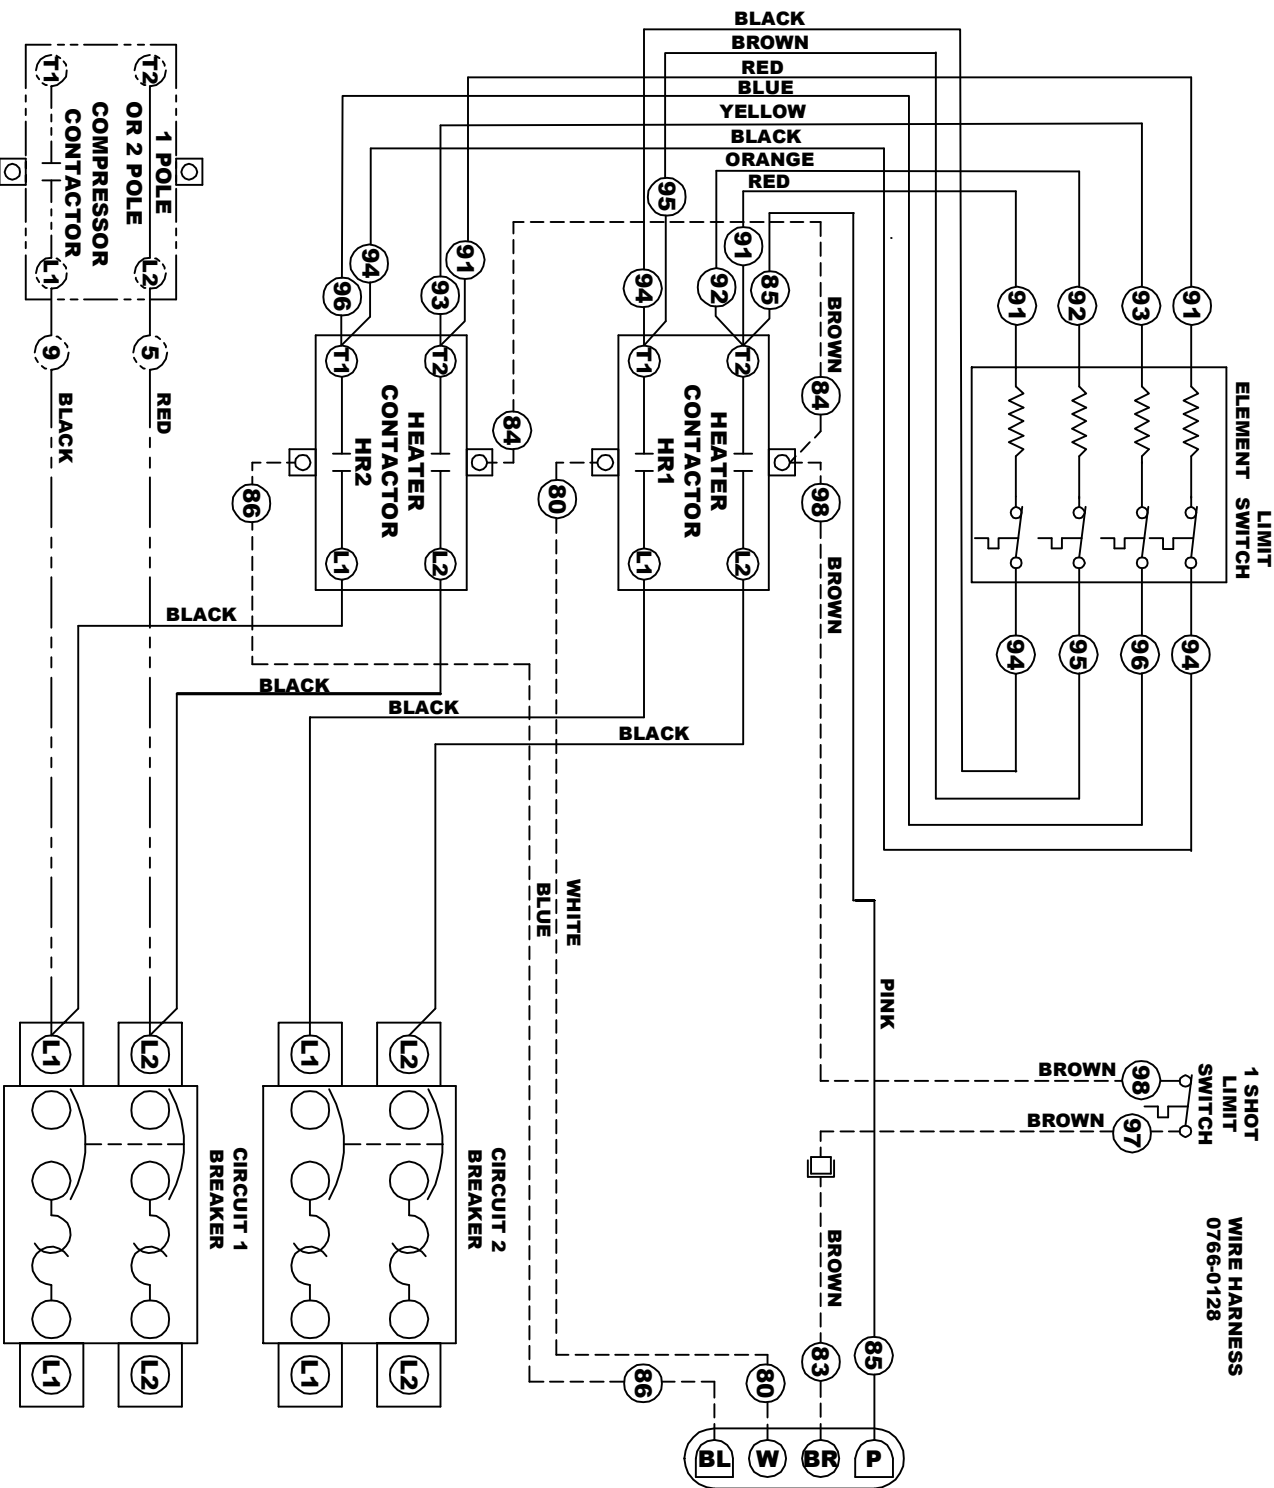 BLACK
BROWN
RED
BLUE
YELLOW
BLACK
ORANGE
RED
T1
T2
1 POLE
OR 2 POLE
COMPRESSOR
CONTACTOR
L1
L2
9
5
BLACK
RED
94
96
91
93
84
86
T1
T2
HEATER
CONTACTOR
HR2
L1
L2
95
94
91
92
85
80
T1
T2
HEATER
CONTACTOR
HR1
L1
L2
BROWN
84
98
BROWN
91
92
93
91
ELEMENT
LIMIT
SWITCH
94
95
96
94
BLACK
BLACK
BLACK
BLACK
WHITE
BLUE
PINK
BROWN
98
BROWN
97
1 SHOT
LIMIT
SWITCH
WIRE HARNESS
0766-0128
BROWN
L1
L2
L1
L2
CIRCUIT 1
BREAKER
CIRCUIT 2
BREAKER
L1
L2
L1
L2
86
80
83
85
BL
W
BR
P